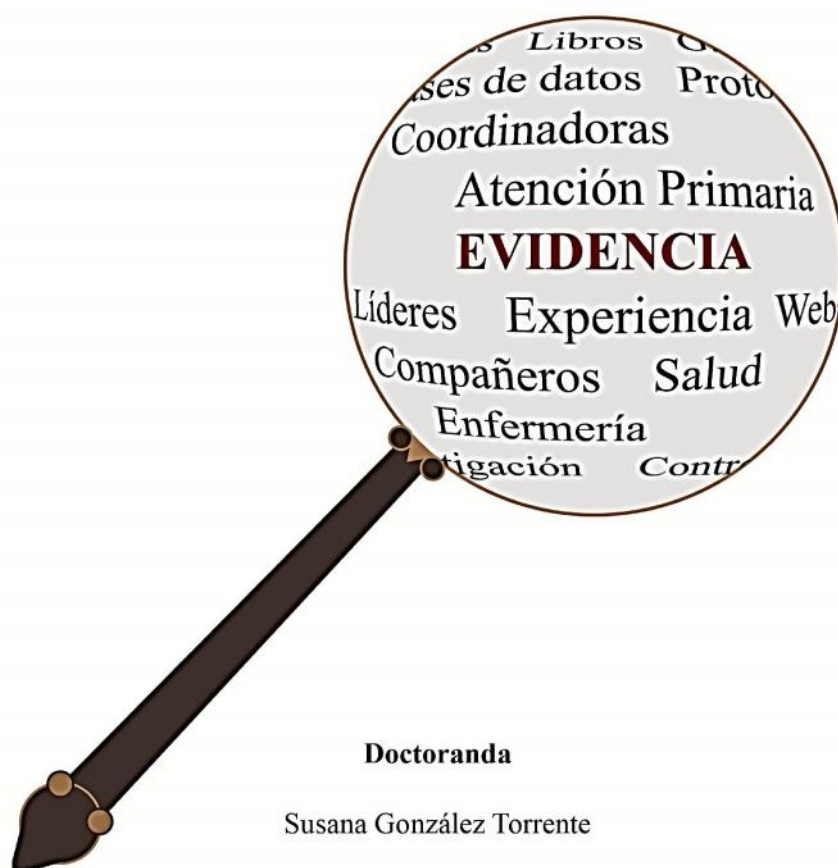 Libros
de datos
Coordinadoras
Atención Primaria
EVIDENCIA
Líderes Experiencia Web
Compañeros Salud
Enfermería
Doctoranda
Susana González Torrente